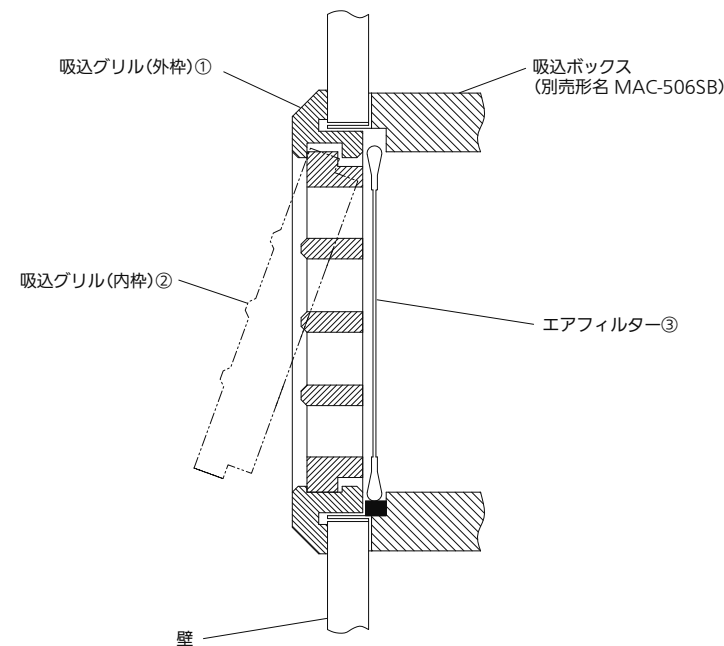 吸込グリル(外枠)①
吸込ボックス
(別売形名 MAC-506SB)
吸込グリル(内枠)②
エアフィルター③
壁